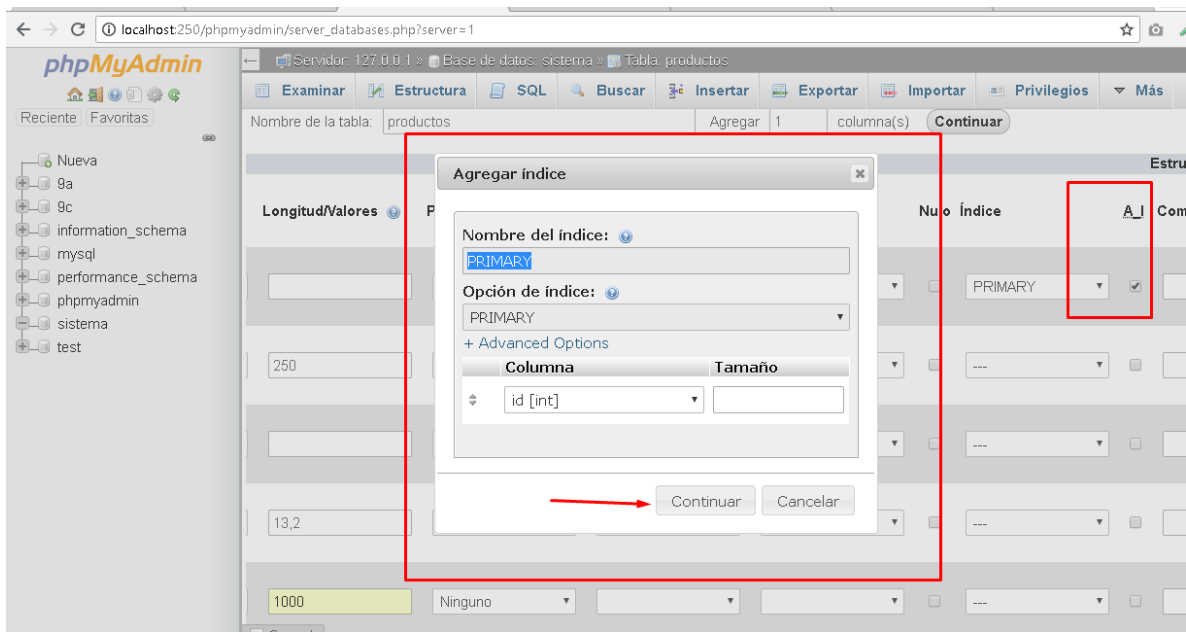 localhost:250/phpmyadmin/server_databases.php?server=1
phpMyAdmin
Reciente Favoritas
Nueva
9a
9c
information_schema
mysql
performance_schema
phpmyadmin
sistema
test
Servidor: 127.0.0.1 » Base de datos: sistema » Tabla: productos
Examinar Estructura SQL Buscar Insertar Exportar Importar Privilegios Más
Nombre de la tabla: productos Agregar 1 columna(s) Continuar
Estru
Longitud/Valores P Nulo Índice A_I Com
PRIMARY
250 ---
---
13,2 ---
1000 Ninguno ---
Agregar índice
Nombre del índice:
PRIMARY
Opción de índice:
PRIMARY
+ Advanced Options
Columna Tamaño
id [int]
Continuar Cancelar